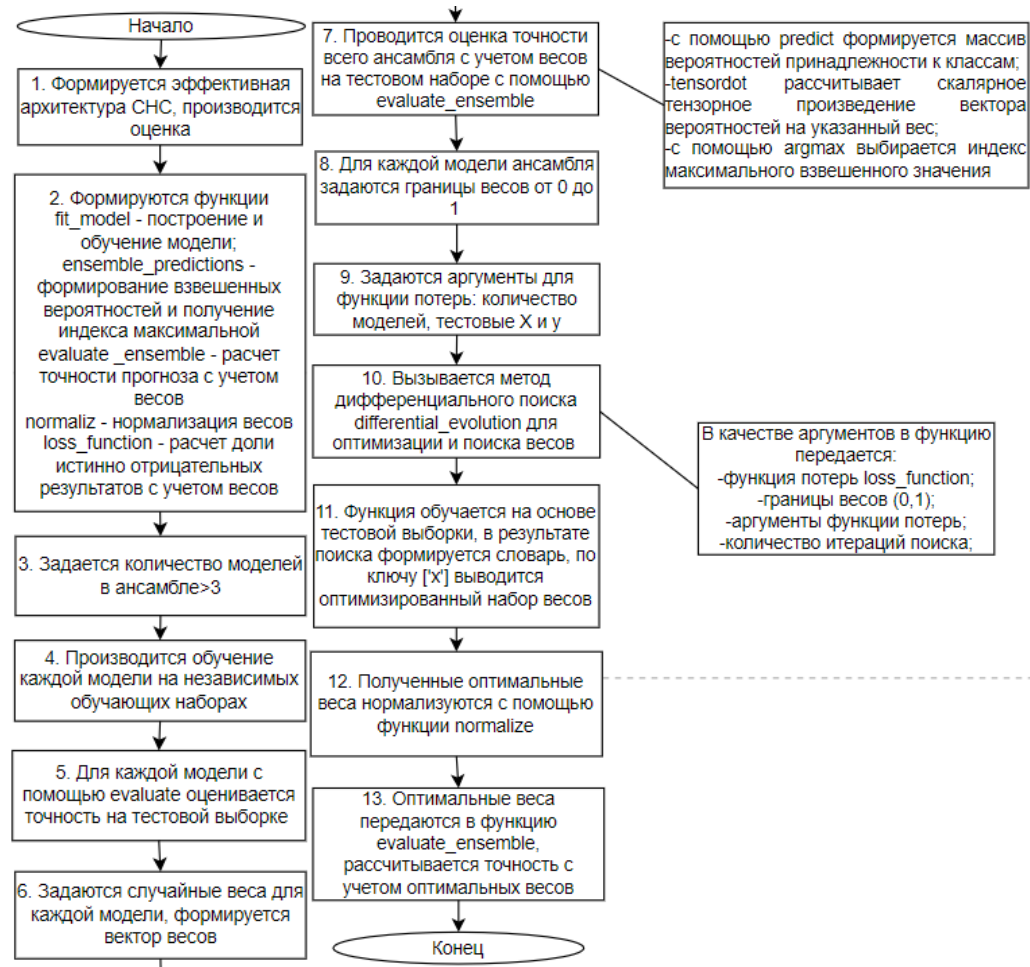 Начало
1. Формируется эффективная
архитектура СНС, производится
оценка
2. Формируются функции
fit_model - построение и
обучение модели;
ensemble_predictions -
формирование взвешенных
вероятностей и получение
индекса максимальной
evaluate _ensemble - расчет
точности прогноза с учетом
весов
normaliz - нормализация весов
loss_function - расчет доли
истинно отрицательных
результатов с учетом весов
3. Задается количество моделей
в ансамбле>3
4. Производится обучение
каждой модели на независимых
обучающих наборах
5. Для каждой модели с
помощью evaluate оценивается
точность на тестовой выборке
6. Задаются случайные веса для
каждой модели, формируется
вектор весов
7. Проводится оценка точности
всего ансамбля с учетом весов
на тестовом наборе с помощью
evaluate_ensemble
-с помощью predict формируется массив
вероятностей принадлежности к классам;
-tensordot рассчитывает скалярное
тензорное произведение вектора
вероятностей на указанный вес;
-с помощью argmax выбирается индекс
максимального взвешенного значения
8. Для каждой модели ансамбля
задаются границы весов от 0 до
1
9. Задаются аргументы для
функции потерь: количество
моделей, тестовые X и y
10. Вызывается метод
дифференциального поиска
differential_evolution для
оптимизации и поиска весов
В качестве аргументов в функцию
передается:
-функция потерь loss_function;
-границы весов (0,1);
-аргументы функции потерь;
-количество итераций поиска;
11. Функция обучается на основе
тестовой выборки, в результате
поиска формируется словарь, по
ключу ['x'] выводится
оптимизированный набор весов
12. Полученные оптимальные
веса нормализуются с помощью
функции normalize
13. Оптимальные веса
передаются в функцию
evaluate_ensemble,
рассчитывается точность с
учетом оптимальных весов
Конец